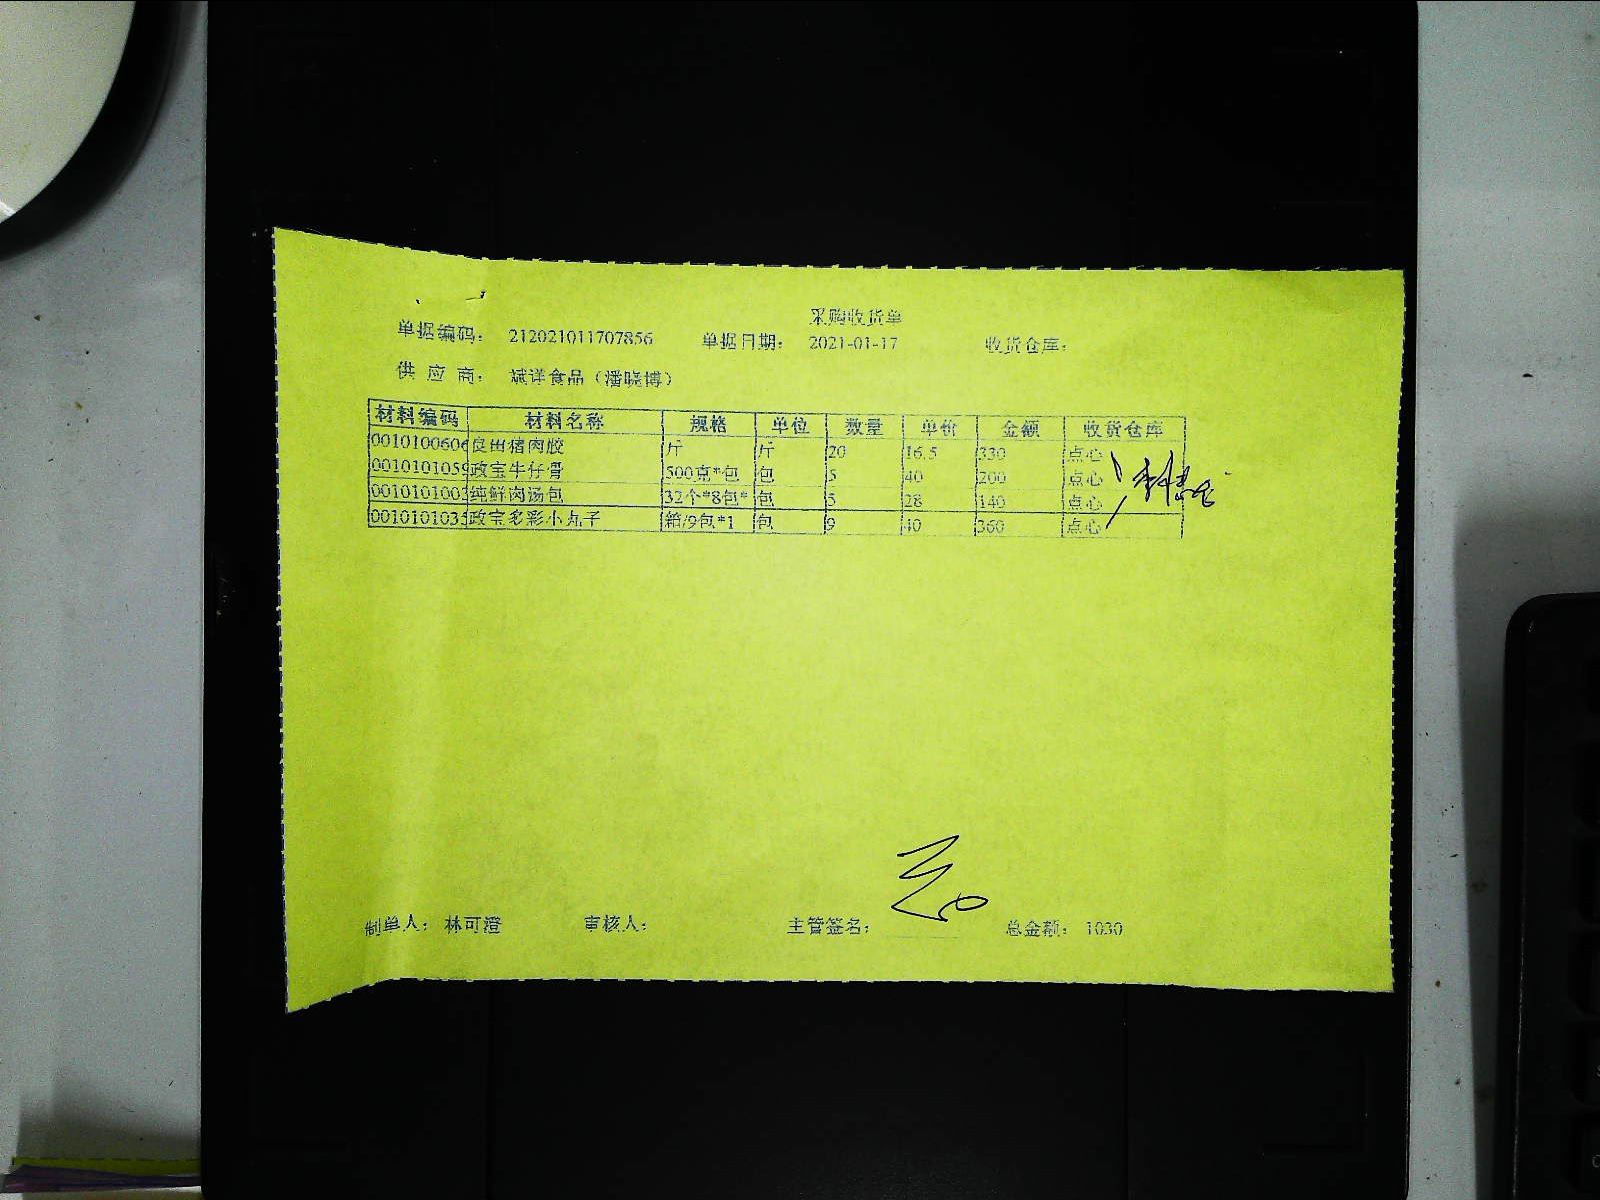 采购收货单
单据编码： 212021011707856 单据日期： 2021-01-17 收货仓库：
供 应 商： 斌洋食品（潘晓博）
材料编码 材料名称 规格 单位 数量 单价 金额 收货仓库
0010100606 良田猪肉胶 斤 斤 20 16.5 330 点心
0010101059 政宝牛仔骨 500克*包 包 5 40 200 点心
0010101002 纯鲜肉汤包 32个*8包* 包 5 28 140 点心
0010101035 政宝多彩小丸子 箱/9包*1 包 9 40 360 点心
制单人： 林可澄 审核人： 主管签名： 总金额： 1030